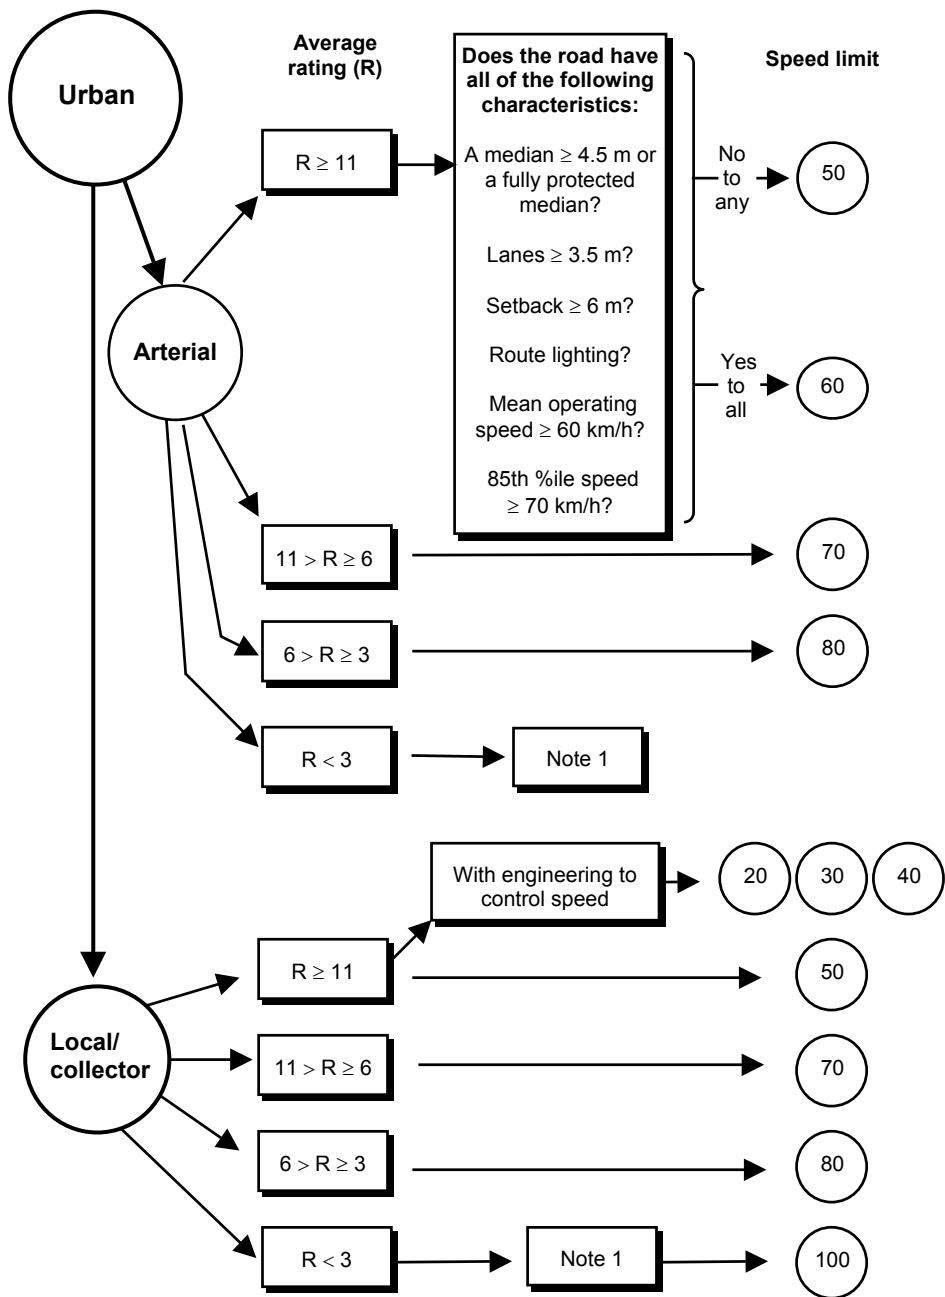 Urban
Average
rating (R)
Does the road have
all of the following
characteristics:
Speed limit
R ≥ 11
A median ≥ 4.5 m or
a fully protected
median?
Lanes ≥ 3.5 m?
Setback ≥ 6 m?
Route lighting?
Mean operating
speed ≥ 60 km/h?
85th %ile speed
≥ 70 km/h?
No
to
any
50
Arterial
Yes
to
all
60
11 > R ≥ 6
70
6 > R ≥ 3
80
R < 3
Note 1
With engineering to
control speed
20
30
40
R ≥ 11
50
Local/
collector
11 > R ≥ 6
70
6 > R ≥ 3
80
R < 3
Note 1
100